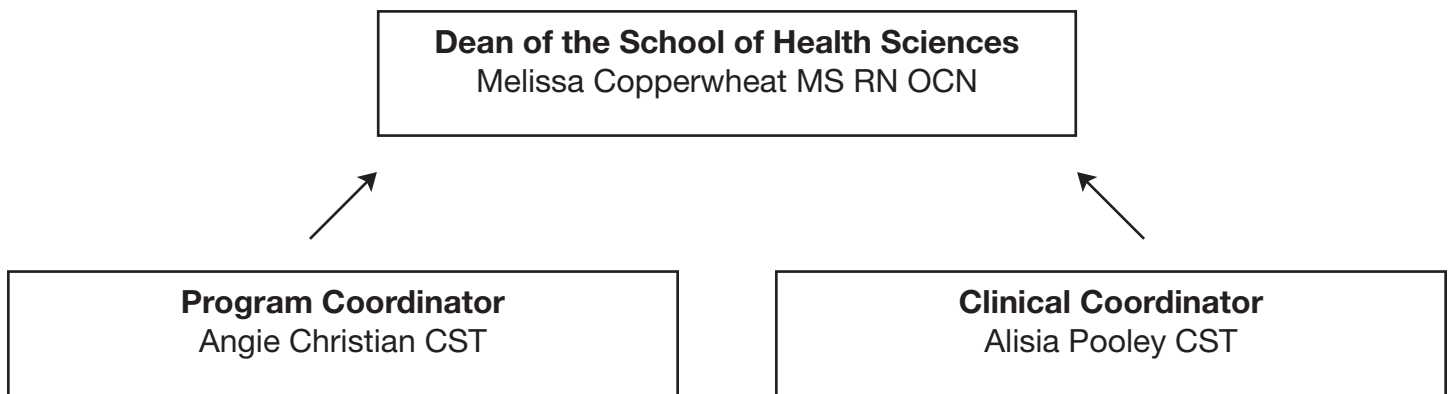 Dean of the School of Health Sciences
Melissa Copperwheat MS RN OCN
Program Coordinator
Angie Christian CST
Clinical Coordinator
Alisia Pooley CST